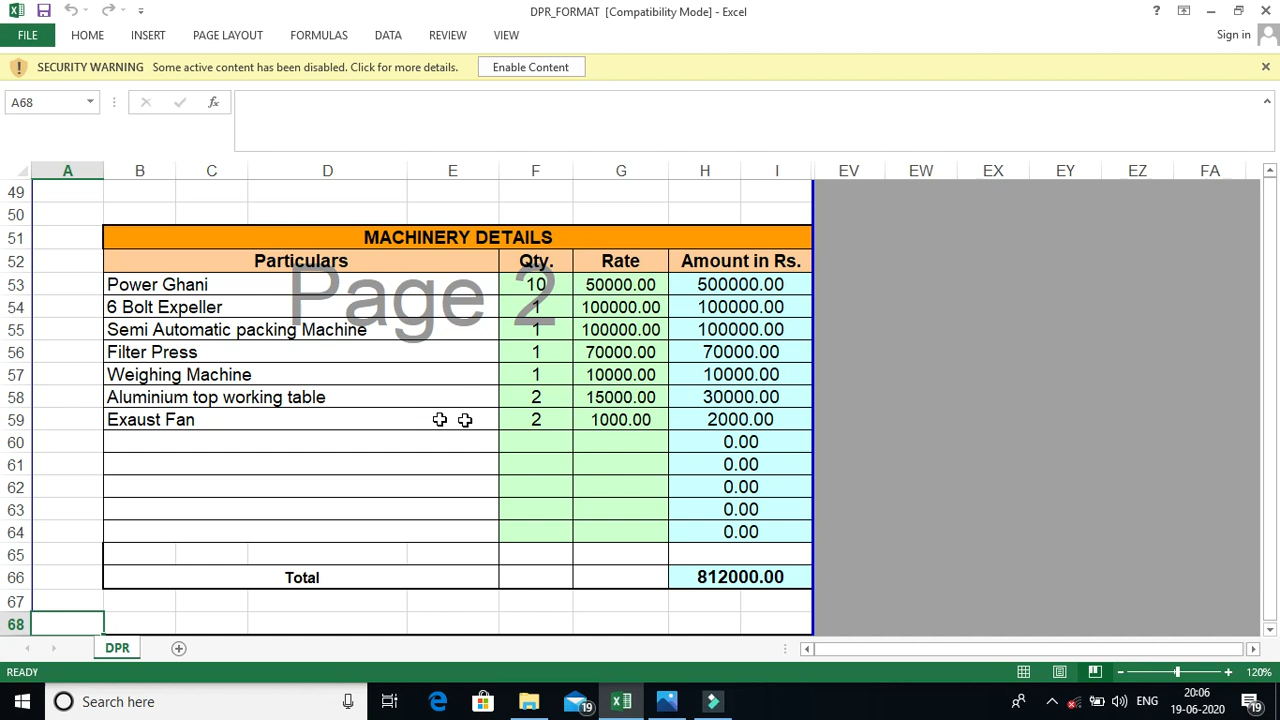 DPR_FORMAT [Compatibility Mode] - Excel
?
FILE HOME INSERT PAGE LAYOUT FORMULAS DATA REVIEW VIEW
Sign in
! SECURITY WARNING Some active content has been disabled. Click for more details. Enable Content
A68 fx
A B C D E F G H I EV EW EX EY EZ FA
49
50
51 MACHINERY DETAILS
52 Particulars Qty. Rate Amount in Rs.
Page 2
53 Power Ghani 10 50000.00 500000.00
54 6 Bolt Expeller 1 100000.00 100000.00
55 Semi Automatic packing Machine 1 100000.00 100000.00
56 Filter Press 1 70000.00 70000.00
57 Weighing Machine 1 10000.00 10000.00
58 Aluminium top working table 2 15000.00 30000.00
59 Exaust Fan 2 1000.00 2000.00
60 0.00
61 0.00
62 0.00
63 0.00
64 0.00
65
66 Total 812000.00
67
68
DPR
READY 120%
Search here 19 ENG 20:06
19-06-2020 19